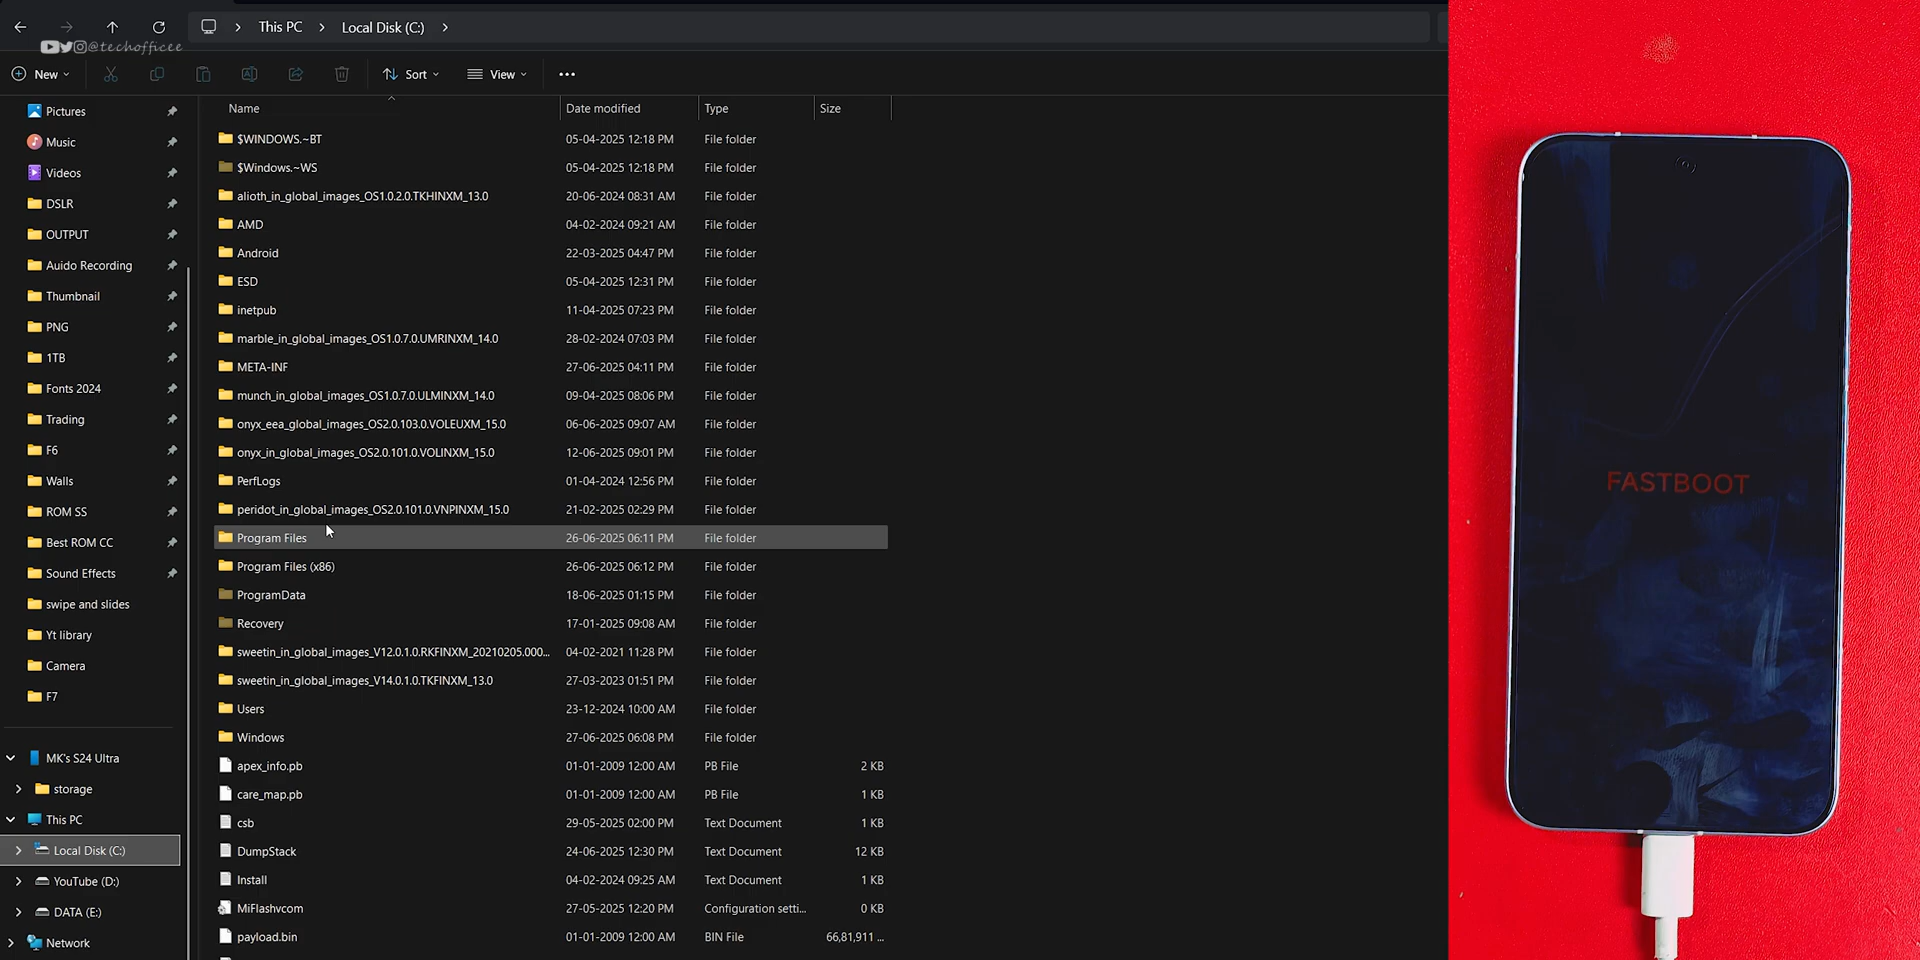 This PC
Local Disk (C:)
@techofficee
New
Sort
View
Name
Date modified
Type
Size
Pictures
Music
Videos
DSLR
OUTPUT
Auido Recording
Thumbnail
PNG
1TB
Fonts 2024
Trading
F6
Walls
ROM SS
Best ROM CC
Sound Effects
swipe and slides
Yt library
Camera
F7
MK's S24 Ultra
storage
This PC
Local Disk (C:)
YouTube (D:)
DATA (E:)
Network
$WINDOWS.~BT 05-04-2025 12:18 PM File folder
$Windows.~WS 05-04-2025 12:18 PM File folder
alioth_in_global_images_OS1.0.2.0.TKHINXM_13.0 20-06-2024 08:31 AM File folder
AMD 04-02-2024 09:21 AM File folder
Android 22-03-2025 04:47 PM File folder
ESD 05-04-2025 12:31 PM File folder
inetpub 11-04-2025 07:23 PM File folder
marble_in_global_images_OS1.0.7.0.UMRINXM_14.0 28-02-2024 07:03 PM File folder
META-INF 27-06-2025 04:11 PM File folder
munch_in_global_images_OS1.0.7.0.ULMINXM_14.0 09-04-2025 08:06 PM File folder
onyx_eea_global_images_OS2.0.103.0.VOLEUXM_15.0 06-06-2025 09:07 AM File folder
onyx_in_global_images_OS2.0.101.0.VOLINXM_15.0 12-06-2025 09:01 PM File folder
PerfLogs 01-04-2024 12:56 PM File folder
peridot_in_global_images_OS2.0.101.0.VNPINXM_15.0 21-02-2025 02:29 PM File folder
Program Files 26-06-2025 06:11 PM File folder
Program Files (x86) 26-06-2025 06:12 PM File folder
ProgramData 18-06-2025 01:15 PM File folder
Recovery 17-01-2025 09:08 AM File folder
sweetin_in_global_images_V12.0.1.0.RKFINXM_20210205.000... 04-02-2021 11:28 PM File folder
sweetin_in_global_images_V14.0.1.0.TKFINXM_13.0 27-03-2023 01:51 PM File folder
Users 23-12-2024 10:00 AM File folder
Windows 27-06-2025 06:08 PM File folder
apex_info.pb 01-01-2009 12:00 AM PB File 2 KB
care_map.pb 01-01-2009 12:00 AM PB File 1 KB
csb 29-05-2025 02:00 PM Text Document 1 KB
DumpStack 24-06-2025 12:30 PM Text Document 12 KB
Install 04-02-2024 09:25 AM Text Document 1 KB
MiFlashvcom 27-05-2025 12:20 PM Configuration setti... 0 KB
payload.bin 01-01-2009 12:00 AM BIN File 66,81,911 ...
FASTBOOT